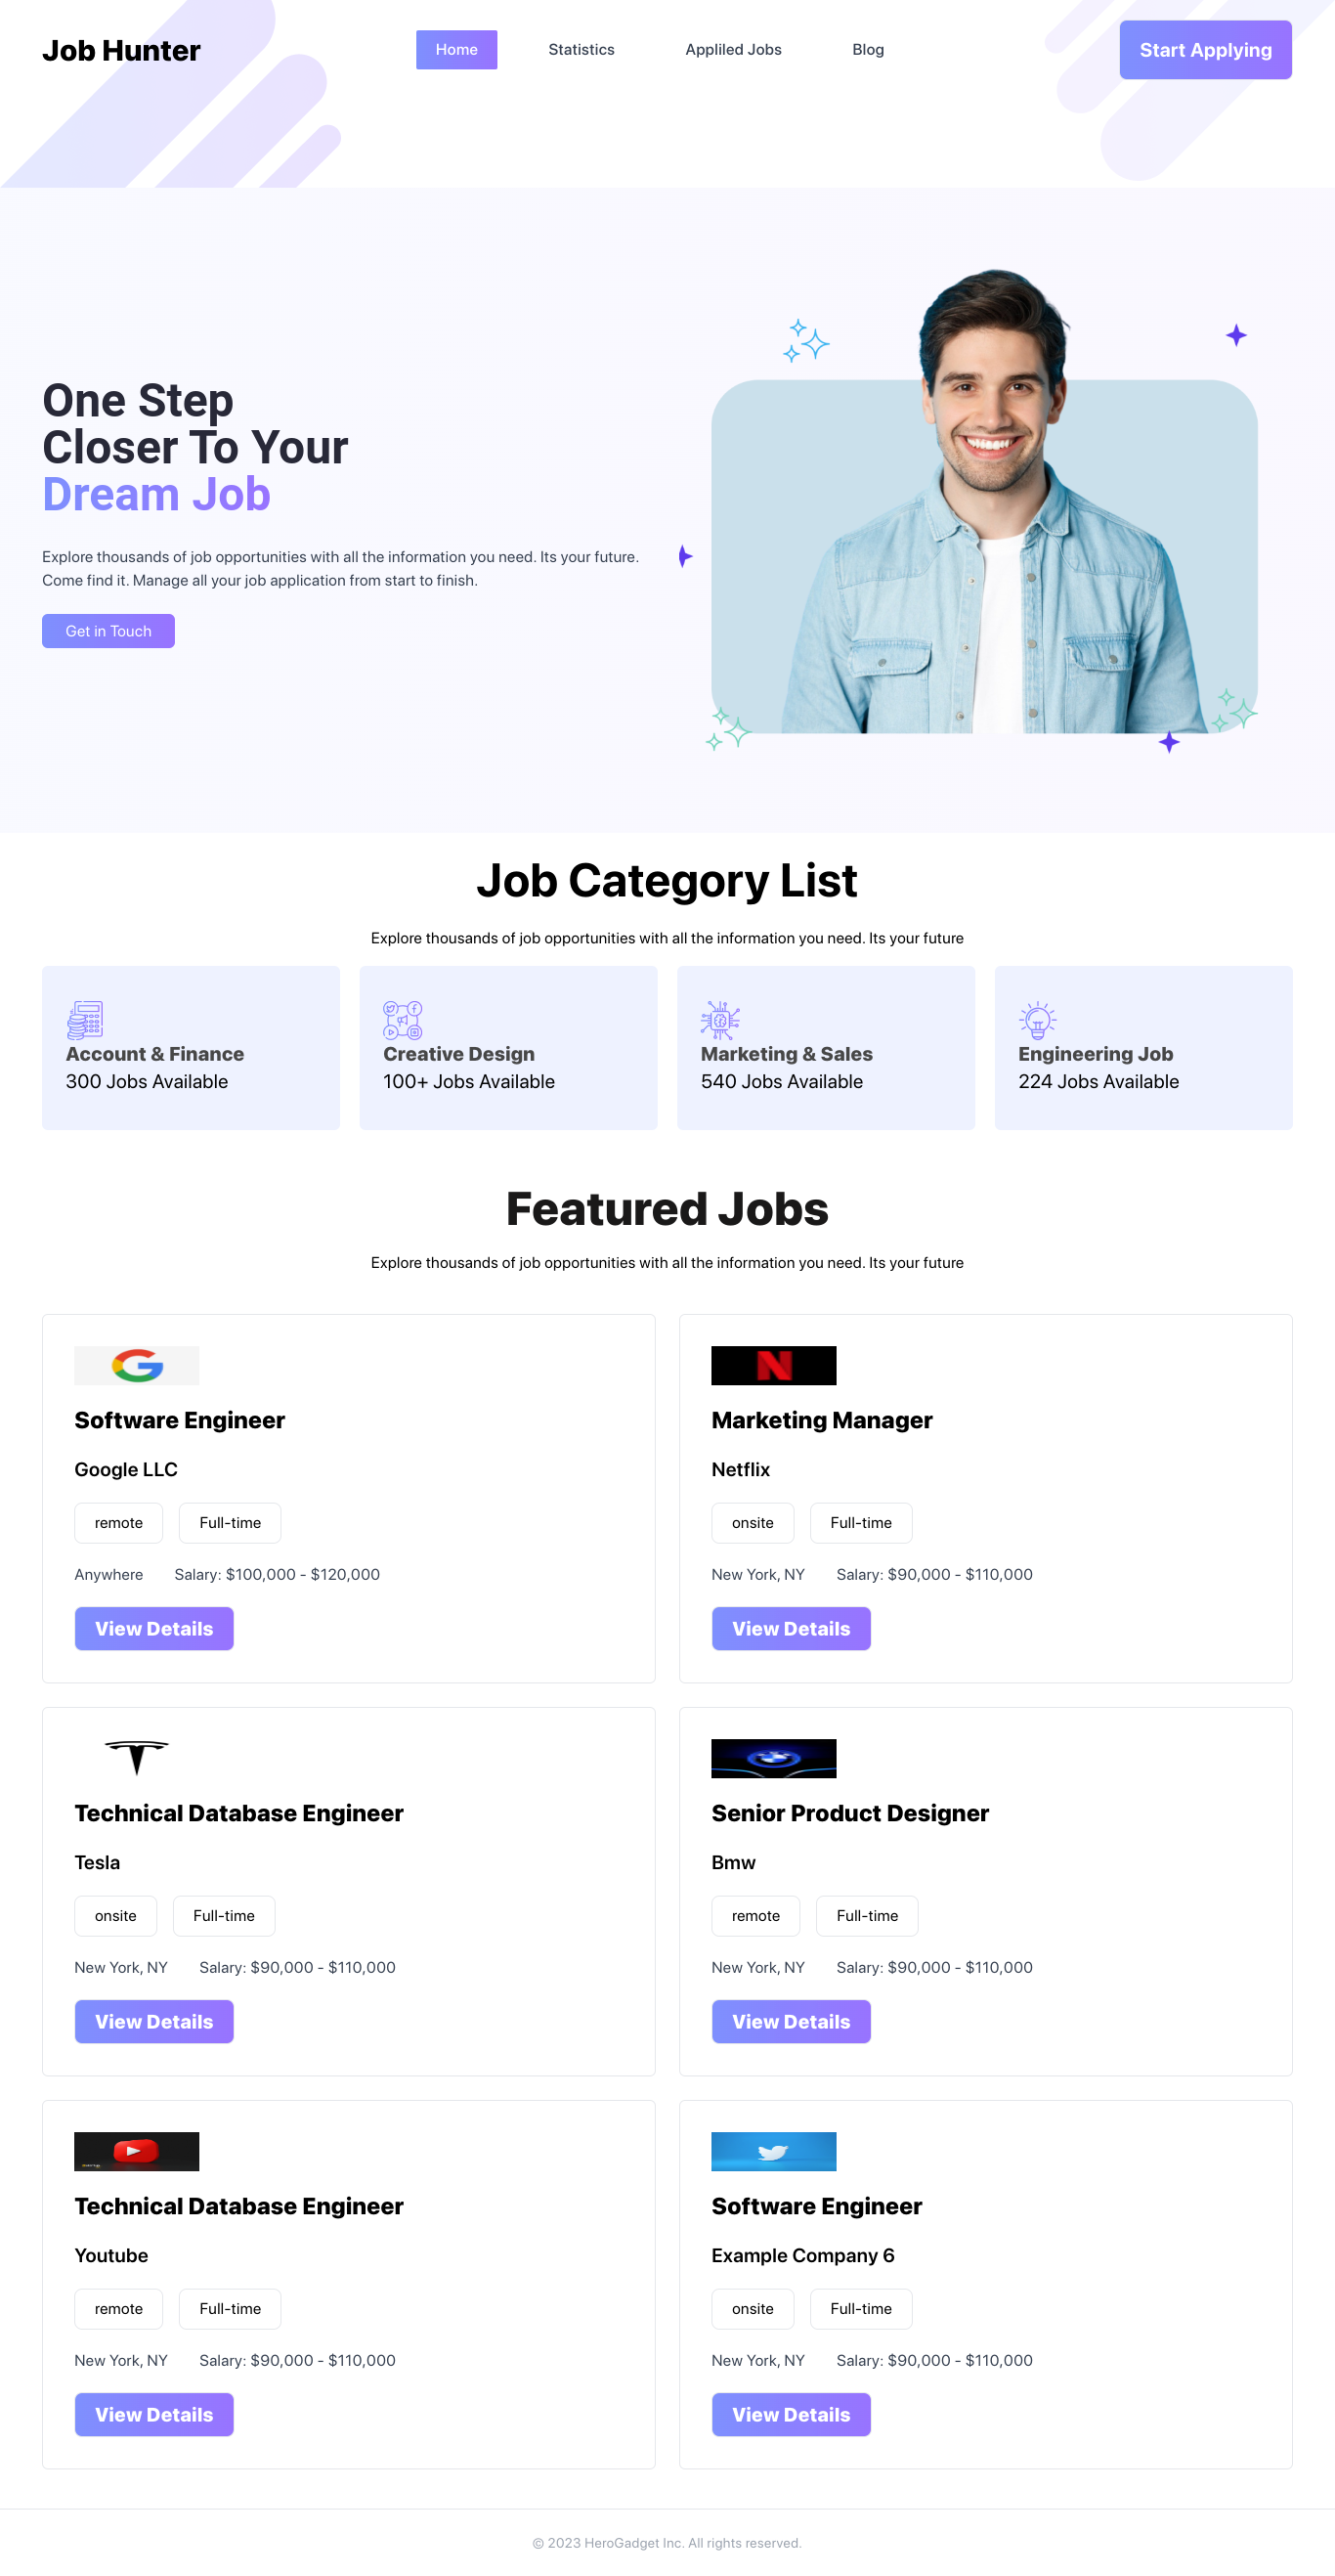 Job Hunter
Home
Statistics
Appliled Jobs
Blog
Start Applying
One Step
Closer To Your
Dream Job
Explore thousands of job opportunities with all the information you need. Its your future.
Come find it. Manage all your job application from start to finish.
Get in Touch
Job Category List
Explore thousands of job opportunities with all the information you need. Its your future
Account & Finance
300 Jobs Available
Creative Design
100+ Jobs Available
Marketing & Sales
540 Jobs Available
Engineering Job
224 Jobs Available
Featured Jobs
Explore thousands of job opportunities with all the information you need. Its your future
Software Engineer
Google LLC
remote
Full-time
Anywhere
Salary: $100,000 - $120,000
View Details
Marketing Manager
Netflix
onsite
Full-time
New York, NY
Salary: $90,000 - $110,000
View Details
Technical Database Engineer
Tesla
onsite
Full-time
New York, NY
Salary: $90,000 - $110,000
View Details
Senior Product Designer
Bmw
remote
Full-time
New York, NY
Salary: $90,000 - $110,000
View Details
Technical Database Engineer
Youtube
remote
Full-time
New York, NY
Salary: $90,000 - $110,000
View Details
Software Engineer
Example Company 6
onsite
Full-time
New York, NY
Salary: $90,000 - $110,000
View Details
© 2023 HeroGadget Inc. All rights reserved.